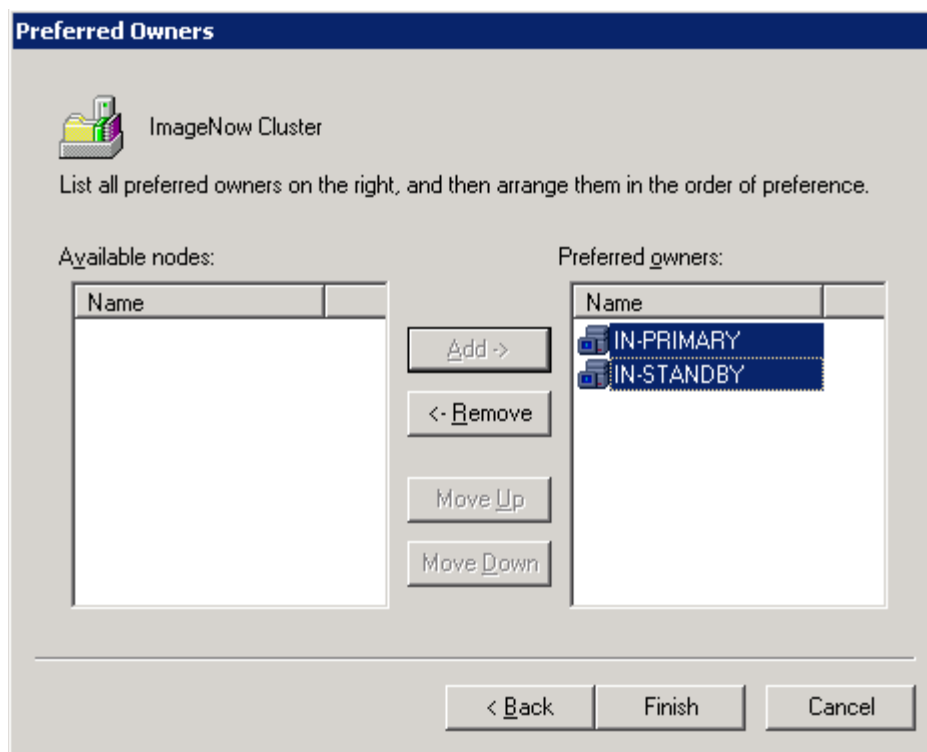 Preferred Owners
ImageNow Cluster
List all preferred owners on the right, and then arrange them in the order of preference.
Available nodes:
Preferred owners:
Name
Name
IN-PRIMARY
IN-STANDBY
Add ->
<- Remove
Move Up
Move Down
< Back
Finish
Cancel